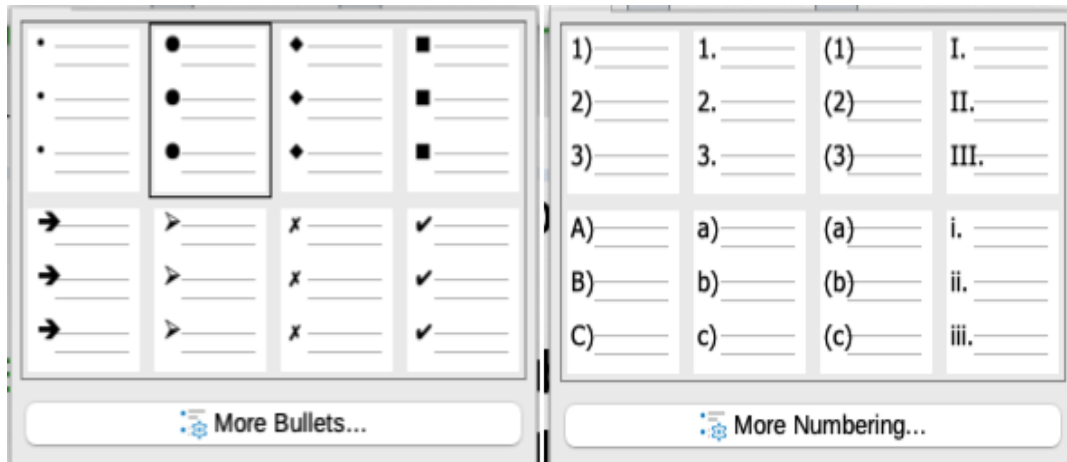 1) 1. (1) I.
2) 2. (2) II.
3) 3. (3) III.
A) a) (a) i.
B) b) (b) ii.
C) c) (c) iii.
More Bullets...
More Numbering...